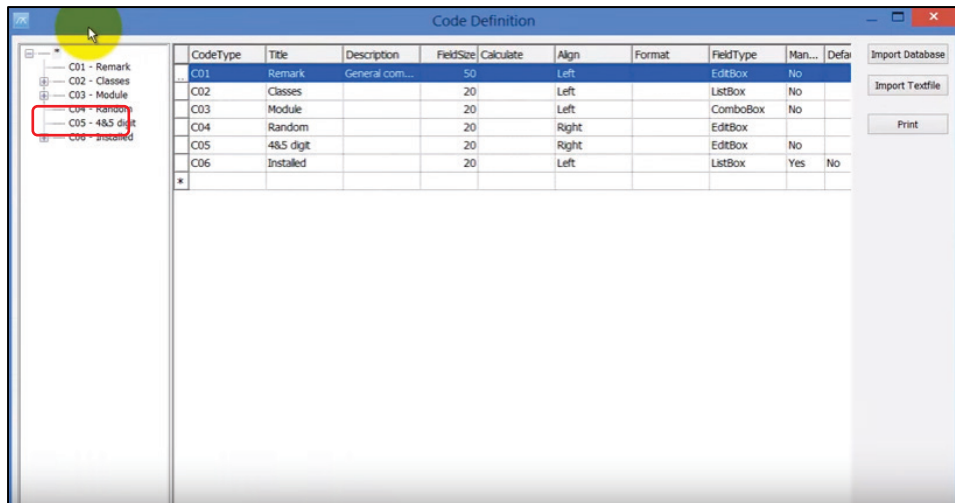 Code Definition
*
C01 - Remark
C02 - Classes
C03 - Module
C04 - Random
C05 - 4&5 digit
C06 - Installed
CodeType Title Description FieldSize Calculate Align Format FieldType Man... Defau
C01 Remark General com... 50 Left EditBox No
C02 Classes 20 Left ListBox No
C03 Module 20 Left ComboBox No
C04 Random 20 Right EditBox
C05 4&5 digit 20 Right EditBox No
C06 Installed 20 Left ListBox Yes No
*
Import Database
Import Textfile
Print